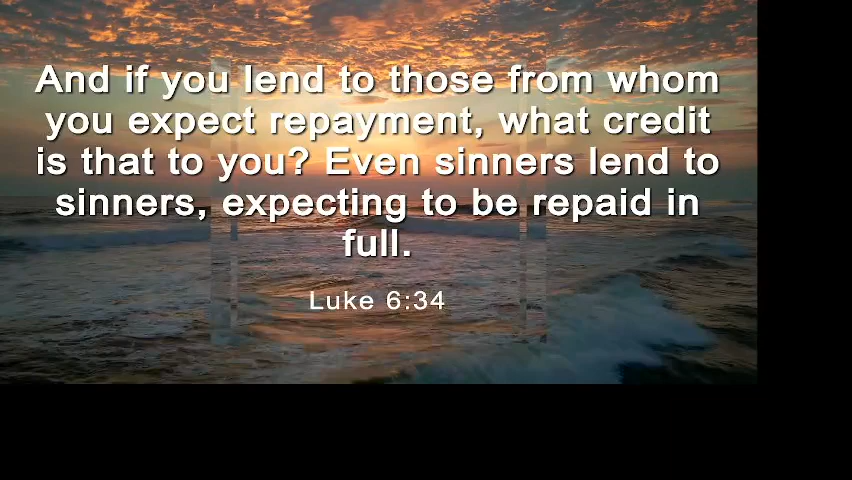 And if you lend to those from whom
you expect repayment, what credit
is that to you? Even sinners lend to
sinners, expecting to be repaid in
full.
Luke 6:34